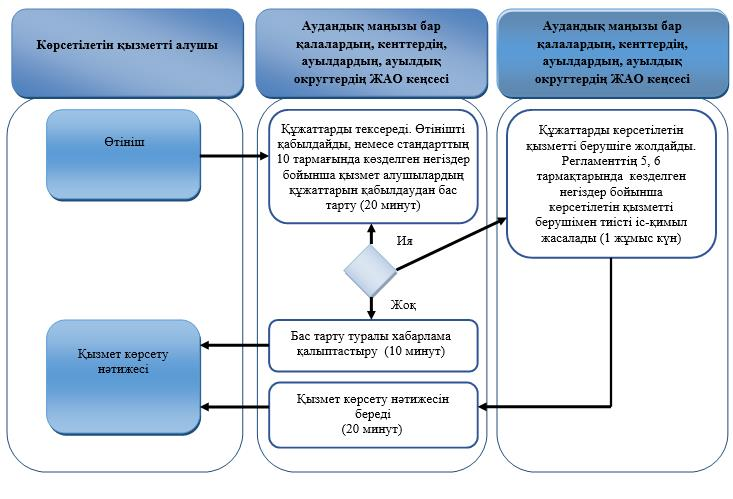 Көрсетілетін қызметті алушы
Аудандық маңызы бар
қалалардың, кенттердің,
ауылдардың, ауылдық
округтердің ЖАО кеңсесі
Аудандық маңызы бар
қалалардың, кенттердің,
ауылдардың, ауылдық
округтердің ЖАО кеңсесі
Өтініш
Құжаттарды тексереді. Өтінішті
қабылдайды, немесе стандарттың
10 тармағында көзделген негіздер
бойынша қызмет алушылардың
құжаттарын қабылдаудан бас
тарту (20 минут)
Құжаттарды көрсетілетін
қызметті берушіге жолдайды.
Регламенттің 5, 6
тармақтарында көзделген
негіздер бойынша
көрсетілетін қызметті
берушімен тиісті іс-қимыл
жасалады (1 жұмыс күн)
Ия
Жоқ
Бас тарту туралы хабарлама
қалыптастыру (10 минут)
Қызмет көрсету
нәтижесі
Қызмет көрсету нәтижесін
береді
(20 минут)